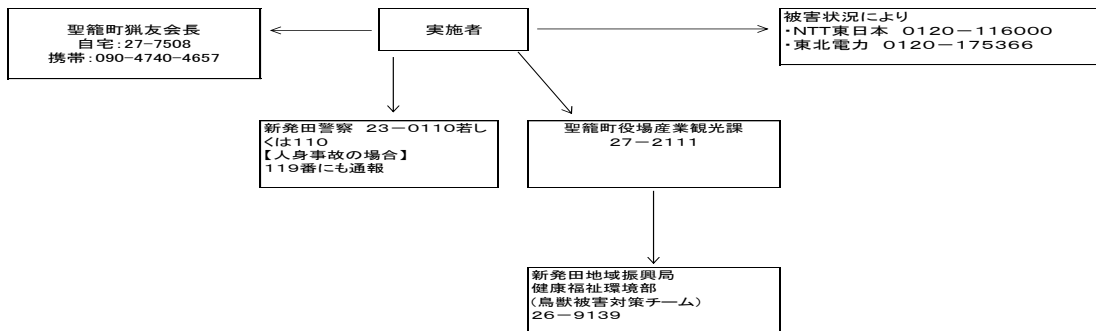 聖籠町猟友会長
自宅:27-7508
携帯:090-4740-4657
実施者
被害状況により
・NTT東日本 0120-116000
・東北電力 0120-175366
新発田警察 23-0110若し
くは110
【人身事故の場合】
119番にも通報
聖籠町役場産業観光課
27-2111
新発田地域振興局
健康福祉環境部
(鳥獣被害対策チーム)
26-9139